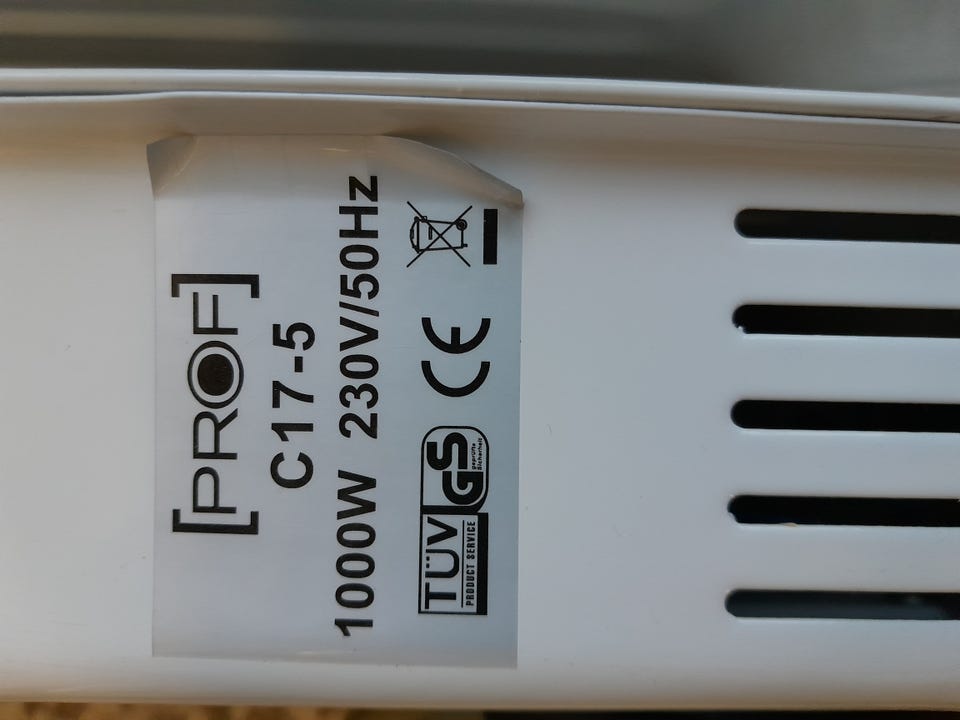 [PROF]
C17-5
1000W 230V/50Hz
TÜV
PRODUCT SERVICE
GS
geprüfte
Sicherheit
CE